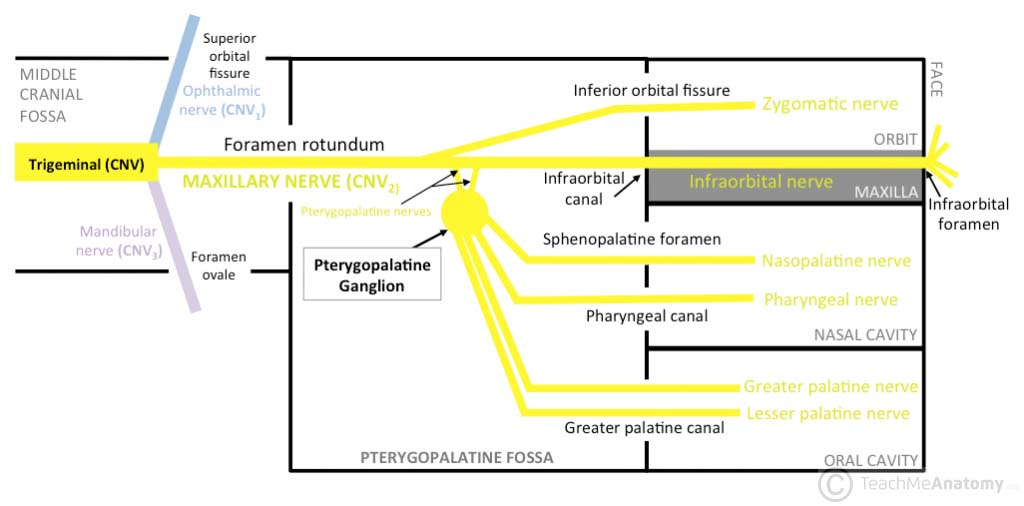 Superior
orbital
fissure
MIDDLE
CRANIAL
FOSSA
Ophthalmic
nerve (CNV1)
FACE
Inferior orbital fissure
Zygomatic nerve
ORBIT
Foramen rotundum
Trigeminal (CNV)
MAXILLARY NERVE (CNV2)
Infraorbital
canal
Infraorbital nerve
MAXILLA
Infraorbital
foramen
Pterygopalatine nerves
Mandibular
nerve (CNV3)
Foramen
ovale
Pterygopalatine
Ganglion
Sphenopalatine foramen
Nasopalatine nerve
Pharyngeal nerve
Pharyngeal canal
NASAL CAVITY
Greater palatine nerve
Lesser palatine nerve
Greater palatine canal
PTERYGOPALATINE FOSSA
ORAL CAVITY
© TeachMeAnatomy